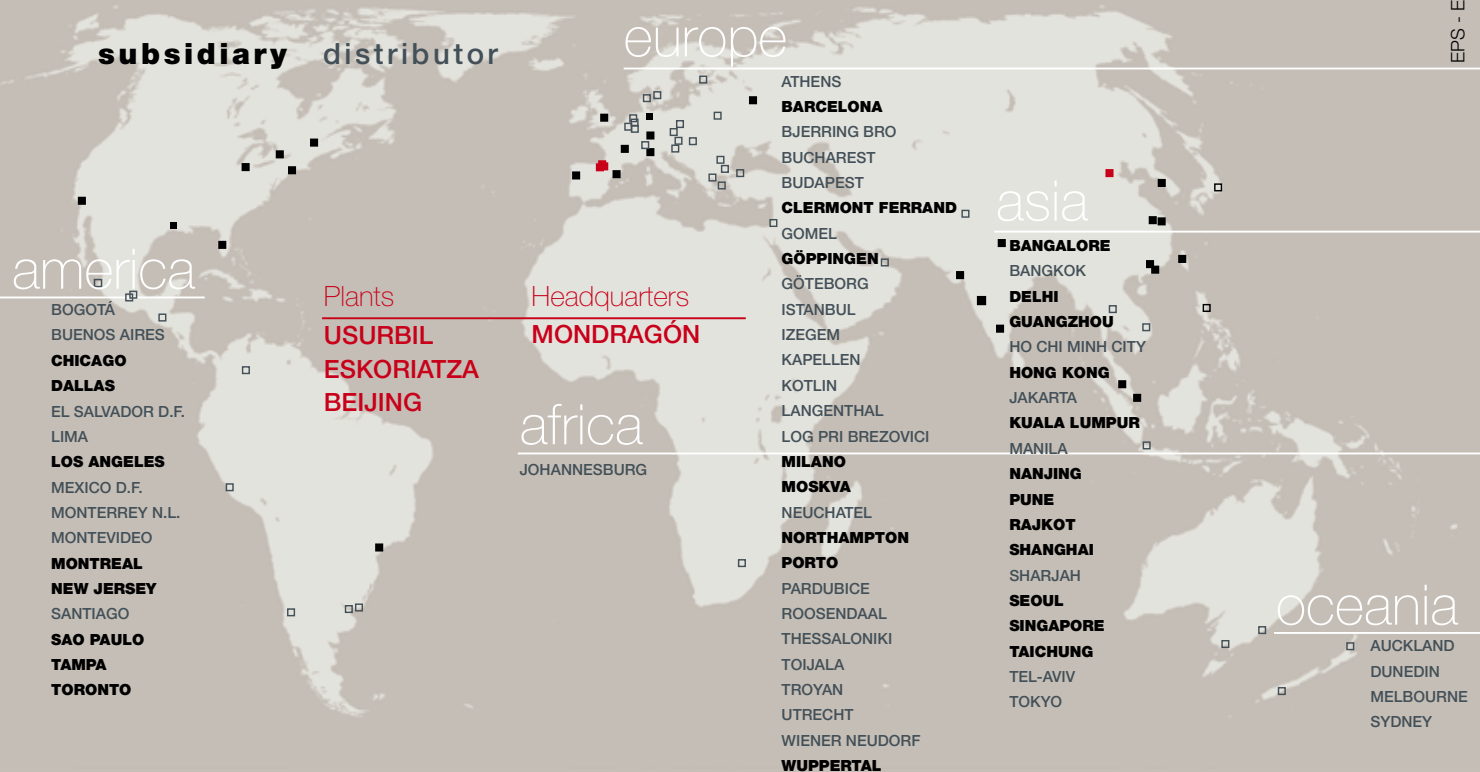 subsidiary distributor
EPS - E
europe
ATHENS
BARCELONA
BJERRING BRO
BUCHAREST
BUDAPEST
CLERMONT FERRAND
GOMEL
GÖPPINGEN
GÖTEBORG
ISTANBUL
IZEGEM
KAPELLEN
KOTLIN
LANGENTHAL
LOG PRI BREZOVICI
MILANO
MOSKVA
NEUCHATEL
NORTHAMPTON
PORTO
PARDUBICE
ROOSENDAAL
THESSALONIKI
TOIJALA
TROYAN
UTRECHT
WIENER NEUDORF
WUPPERTAL
asia
BANGALORE
BANGKOK
DELHI
GUANGZHOU
HO CHI MINH CITY
HONG KONG
JAKARTA
KUALA LUMPUR
MANILA
NANJING
PUNE
RAJKOT
SHANGHAI
SHARJAH
SEOUL
SINGAPORE
TAICHUNG
TEL-AVIV
TOKYO
america
BOGOTÁ
BUENOS AIRES
CHICAGO
DALLAS
EL SALVADOR D.F.
LIMA
LOS ANGELES
MEXICO D.F.
MONTERREY N.L.
MONTEVIDEO
MONTREAL
NEW JERSEY
SANTIAGO
SAO PAULO
TAMPA
TORONTO
Plants
USURBIL
ESKORIATZA
BEIJING
Headquarters
MONDRAGÓN
africa
JOHANNESBURG
oceania
AUCKLAND
DUNEDIN
MELBOURNE
SYDNEY